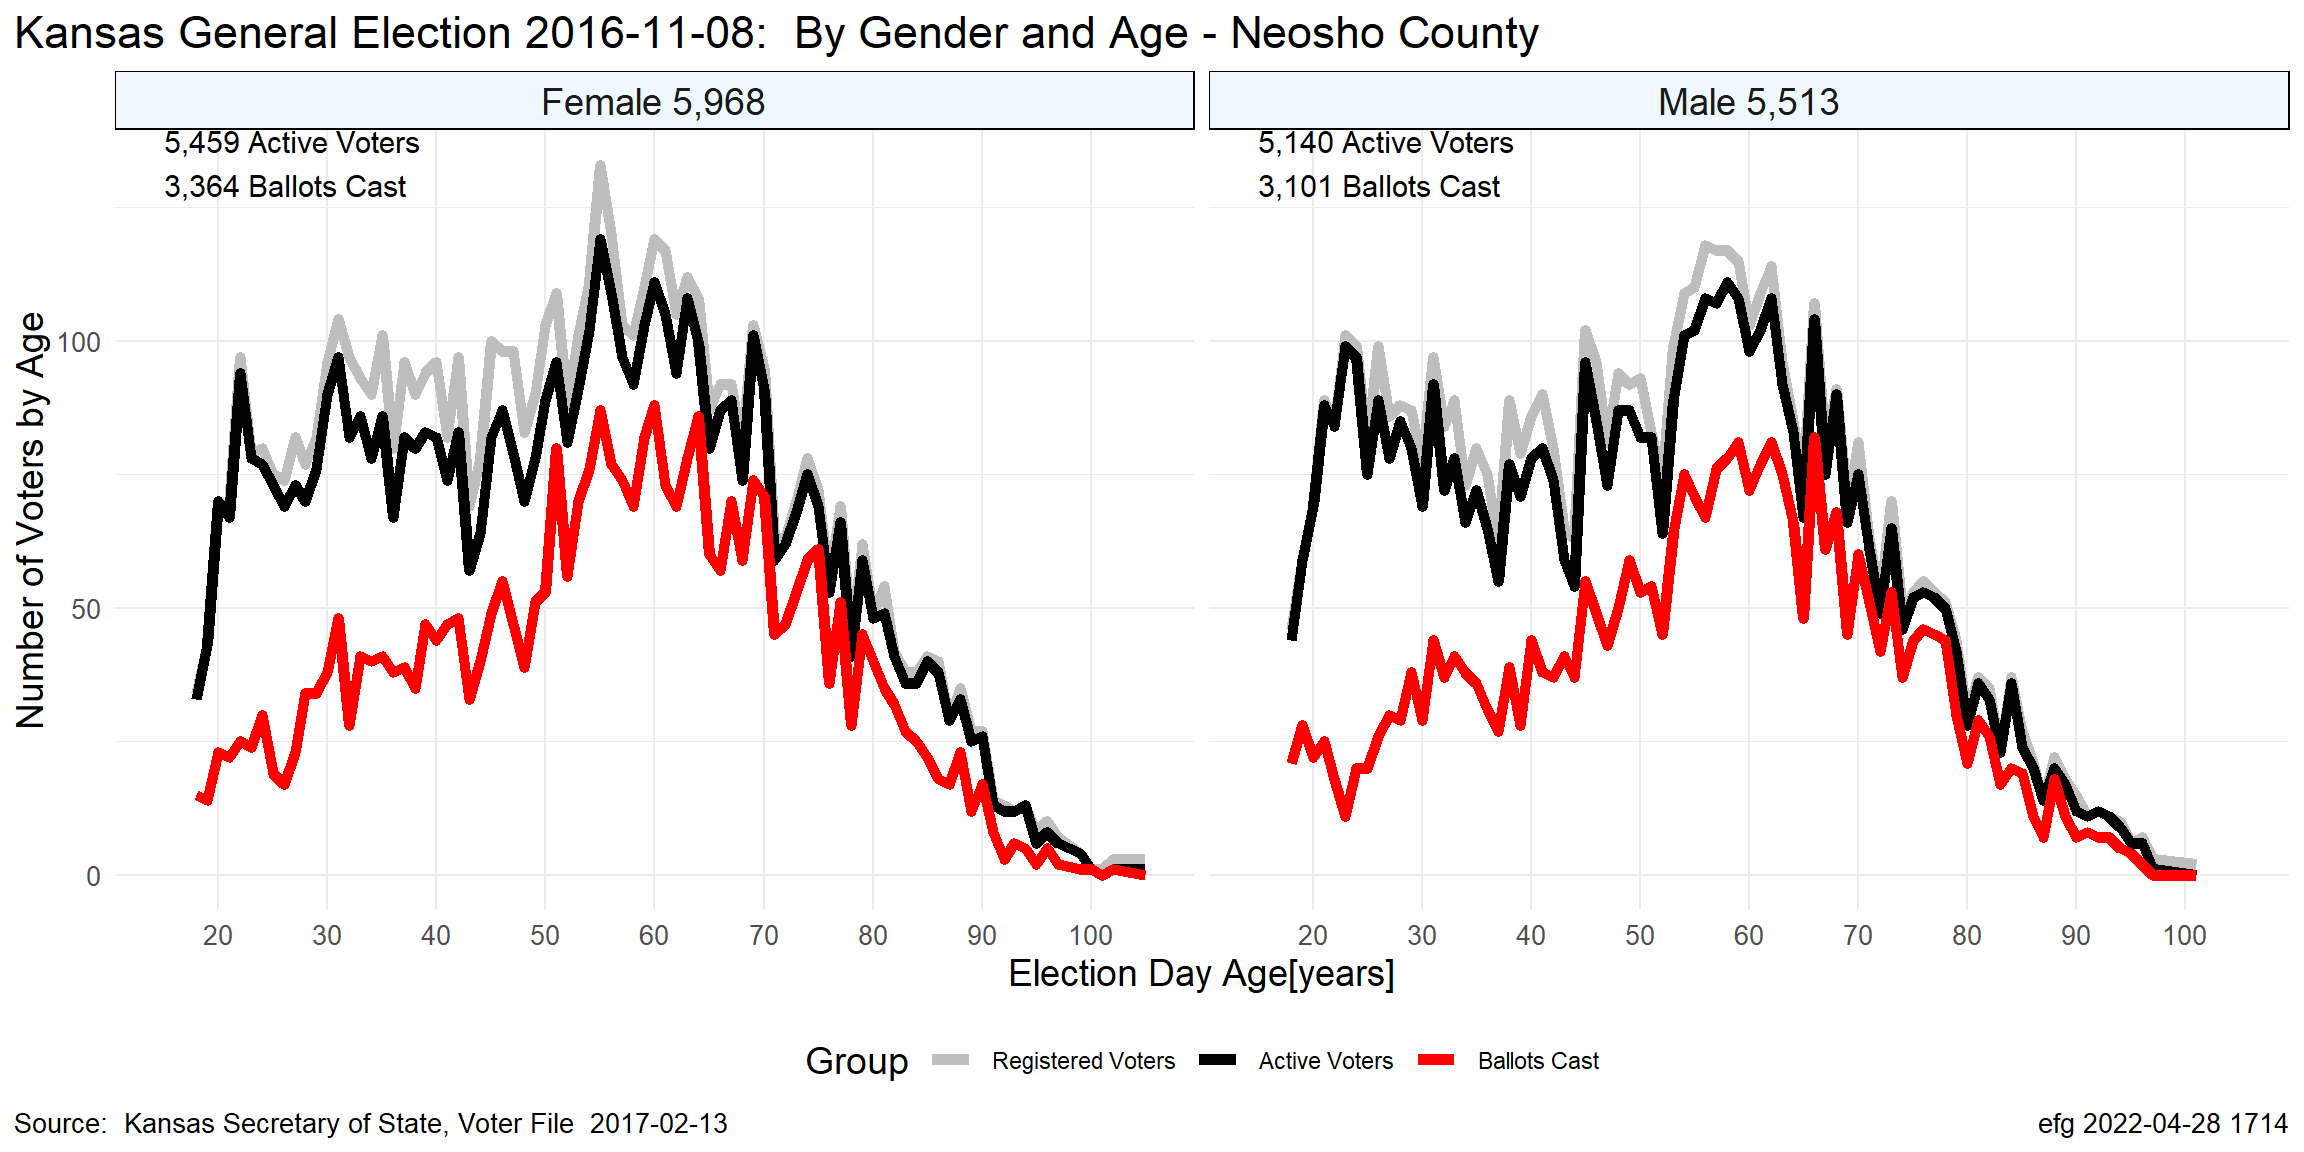 Kansas General Election 2016-11-08:  By Gender and Age - Neosho County
Female 5,968
Male 5,513
5,459 Active Voters
3,364 Ballots Cast
5,140 Active Voters
3,101 Ballots Cast
Number of Voters by Age
100
50
0
20 30 40 50 60 70 80 90 100
20 30 40 50 60 70 80 90 100
Election Day Age[years]
Group Registered Voters Active Voters Ballots Cast
Source:  Kansas Secretary of State, Voter File  2017-02-13
efg 2022-04-28 1714